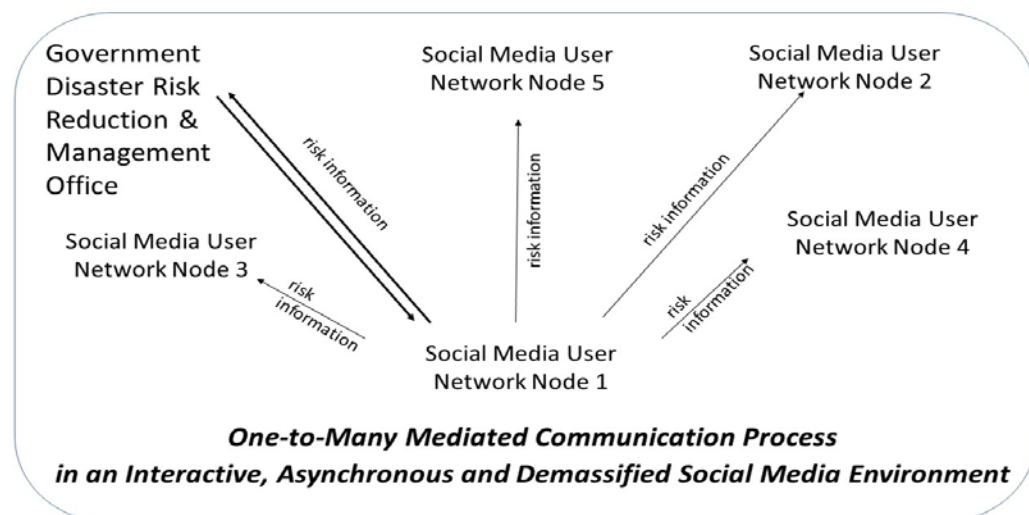 Government
Disaster Risk
Reduction &
Management
Office
Social Media User
Network Node 5
Social Media User
Network Node 2
risk information
risk information
risk information
Social Media User
Network Node 3
Social Media User
Network Node 4
risk
information
risk
information
Social Media User
Network Node 1
One-to-Many Mediated Communication Process
in an Interactive, Asynchronous and Demassified Social Media Environment